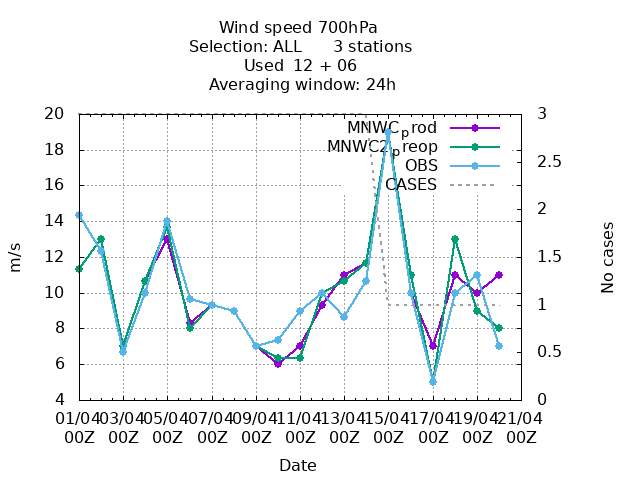 Wind speed 700hPa
Selection: ALL 3 stations
Used 12 + 06
Averaging window: 24h
20 3
18 2.5
16 2
14 1.5
12 1
10 0.5
8 0
6
4
m/s
No cases
MNWC_prod
MNWC2_preop
OBS
CASES
01/04 03/04 05/04 07/04 09/04 11/04 13/04 15/04 17/04 19/04 21/04
00Z 00Z 00Z 00Z 00Z 00Z 00Z 00Z 00Z 00Z 00Z
Date